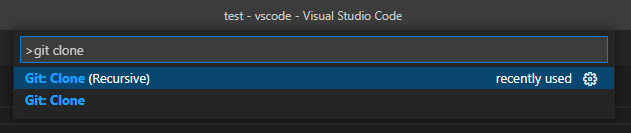 test - vscode - Visual Studio Code
>git clone
Git: Clone (Recursive) recently used
Git: Clone